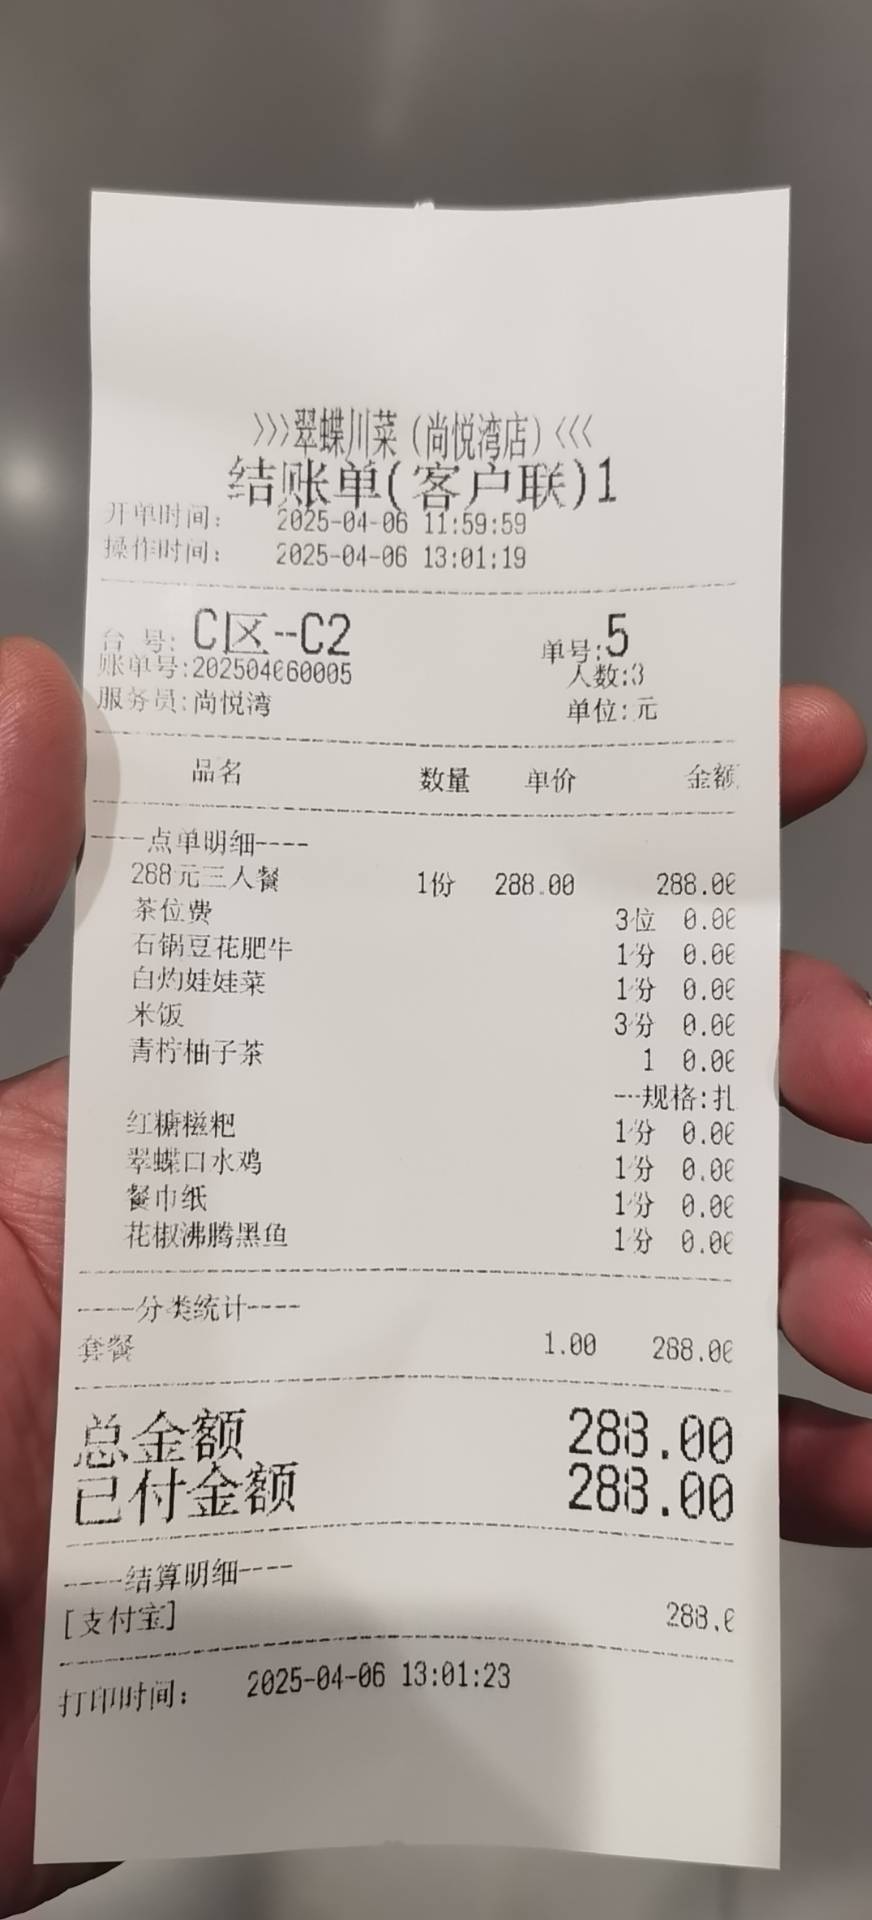 >>>翠蝶川菜(尚悦湾店)<<<
结账单(客户联)1
开单时间: 2025-04-06 11:59:59
操作时间: 2025-04-06 13:01:19
台 号: C区--C2 单号:5
账单号:202504060005 人数:3
服务员:尚悦湾 单位:元
品名 数量 单价 金额
----点单明细----
288元三人餐 1份 288.00 288.00
茶位费 3位 0.00
石锅豆花肥牛 1份 0.00
白灼娃娃菜 1份 0.00
米饭 3份 0.00
青柠柚子茶 1 0.00
---规格:扎
红糖糍粑 1份 0.00
翠蝶口水鸡 1份 0.00
餐巾纸 1份 0.00
花椒沸腾黑鱼 1份 0.00
----分类统计----
套餐 1.00 288.00
总金额 288.00
已付金额 288.00
----结算明细----
[支付宝] 288.0
打印时间: 2025-04-06 13:01:23